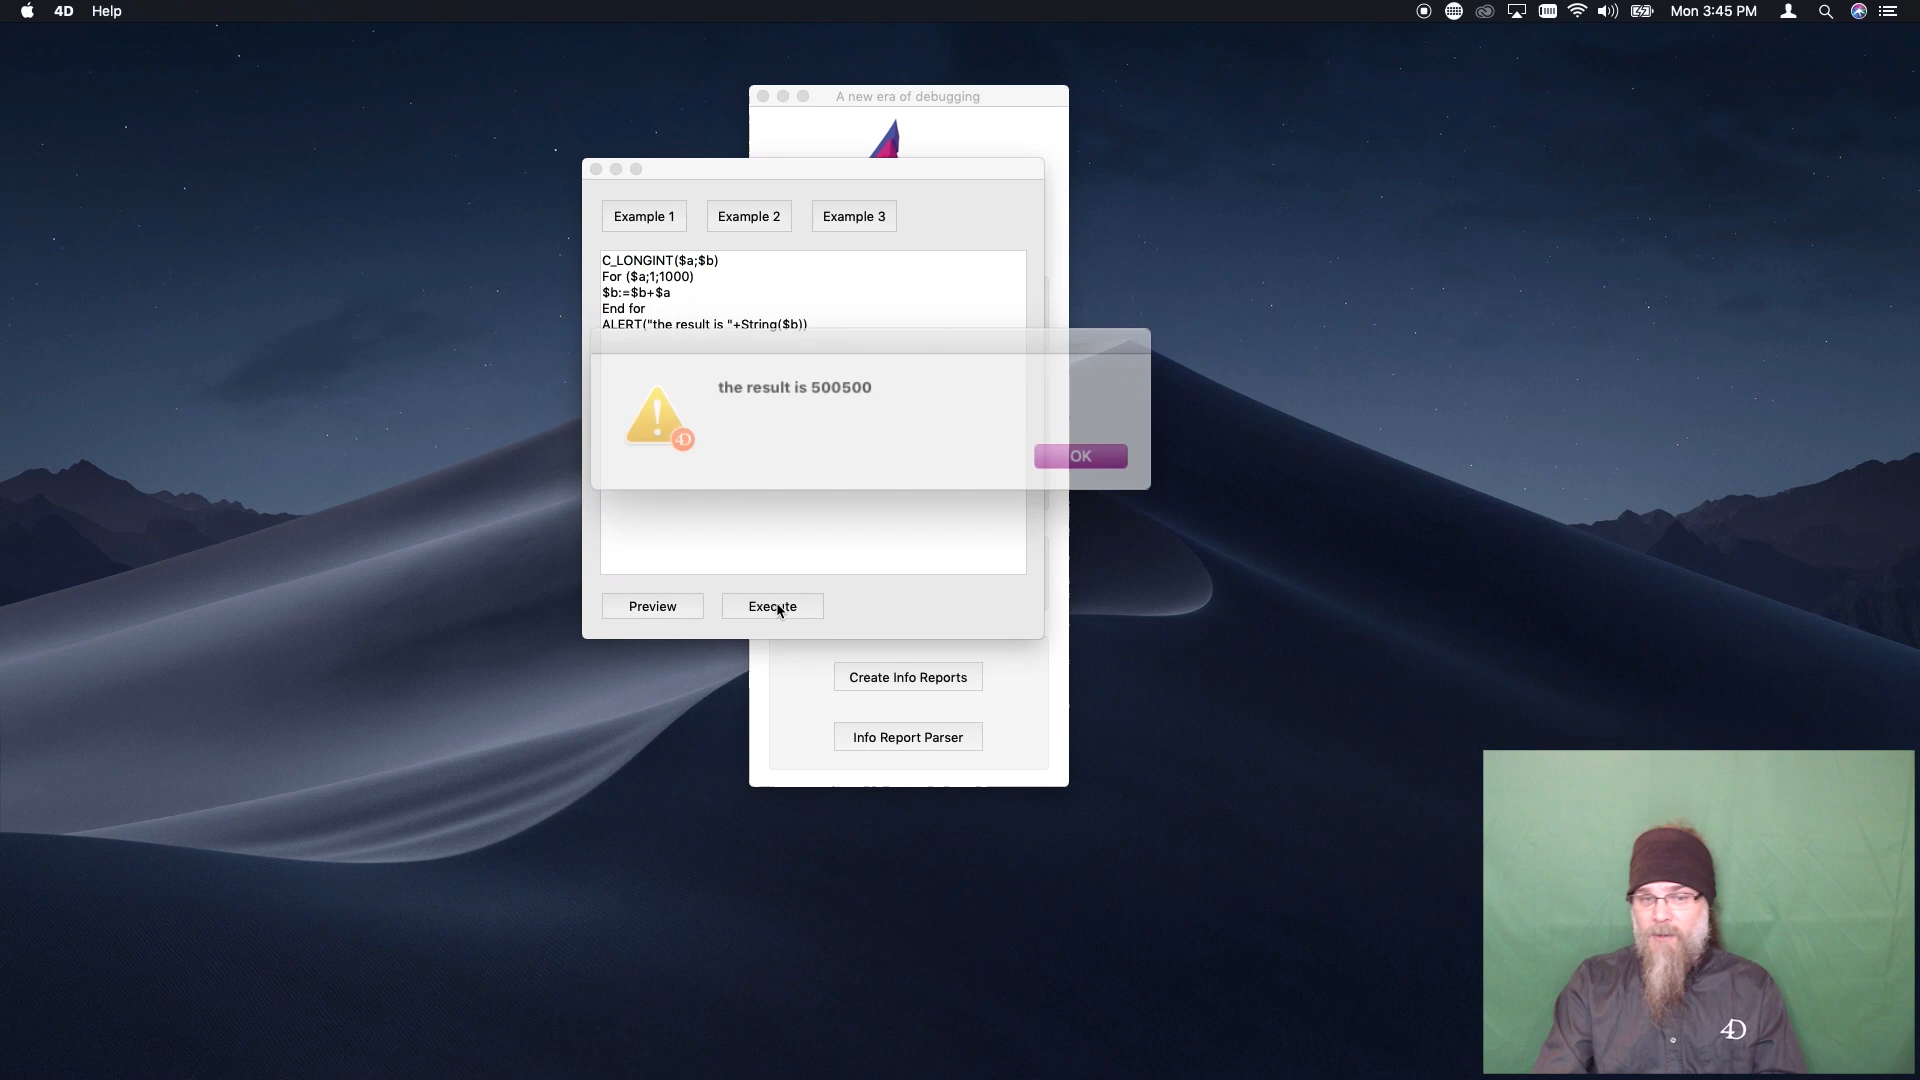 4D Help
Mon 3:45 PM
A new era of debugging
Example 1 Example 2 Example 3
C_LONGINT($a;$b)
For ($a;1;1000)
$b:=$b+$a
End for
ALERT("the result is "+String($b))
the result is 500500
4D
OK
Preview Execute
Create Info Reports
Info Report Parser
4D